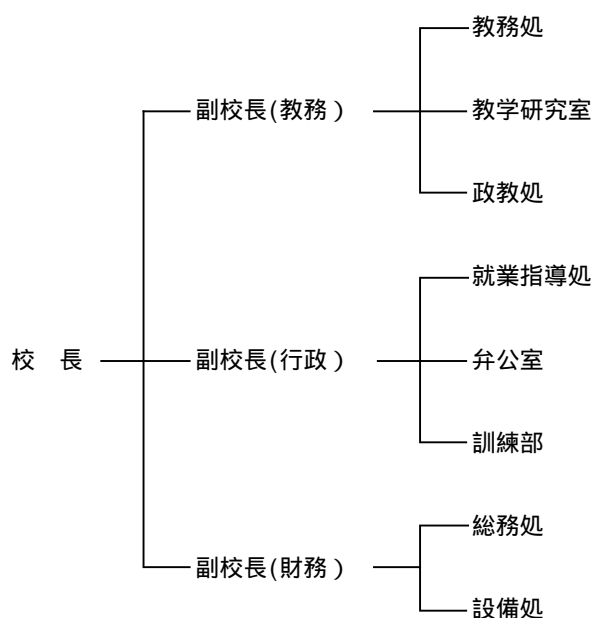 教務処
副校長(教務)
教学研究室
政教処
就業指導処
校　長
副校長(行政)
弁公室
訓練部
総務処
副校長(財務)
設備処